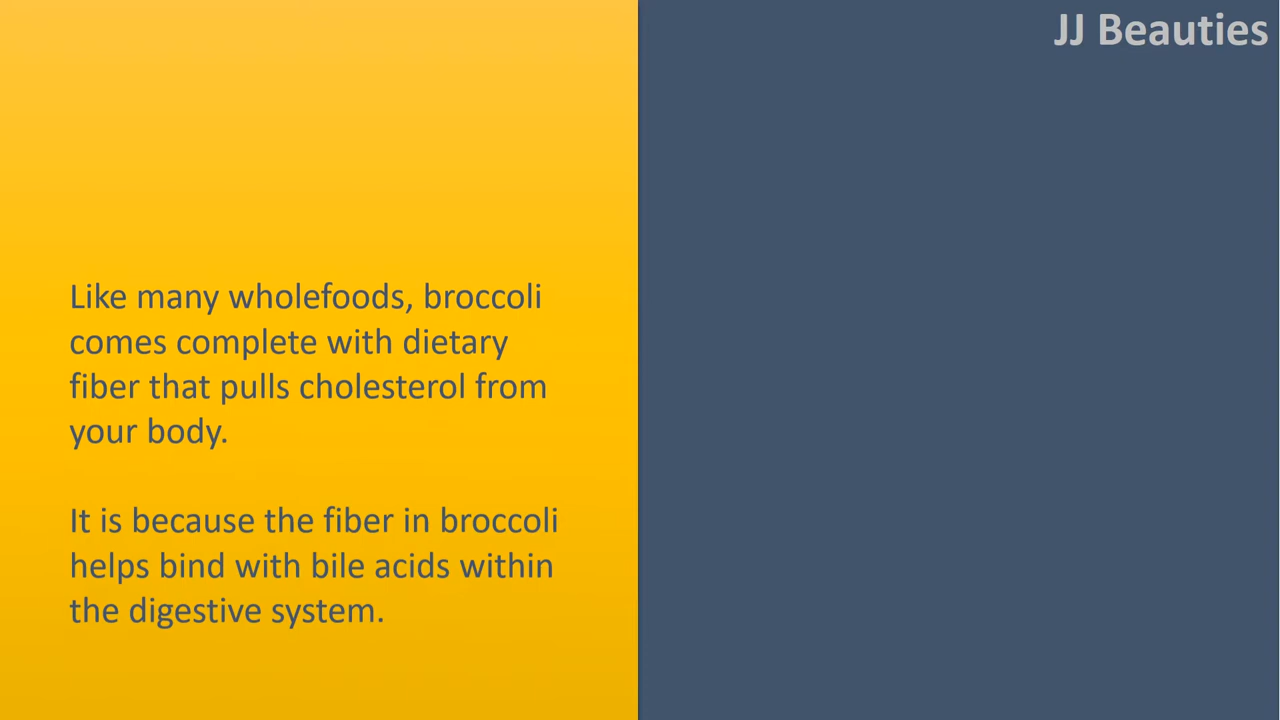 JJ Beauties
Like many wholefoods, broccoli
comes complete with dietary
fiber that pulls cholesterol from
your body.
It is because the fiber in broccoli
helps bind with bile acids within
the digestive system.